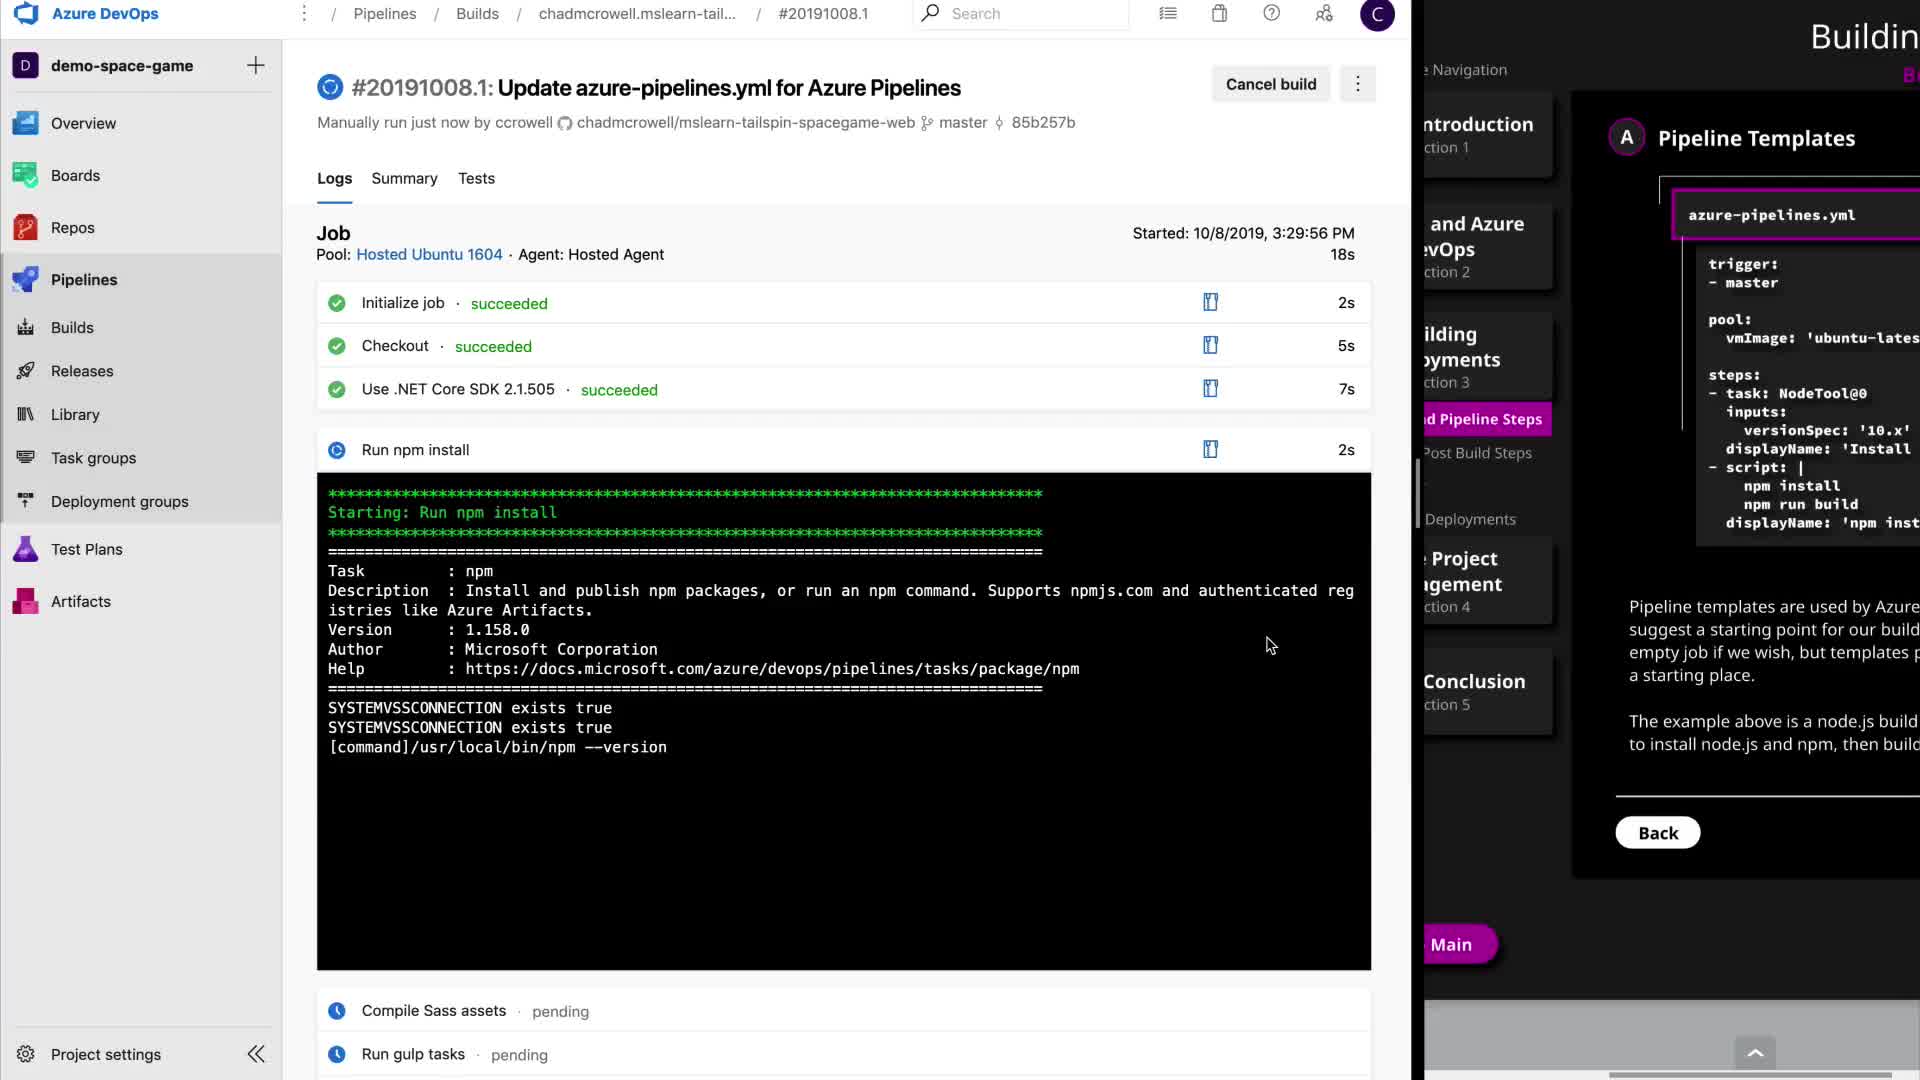 Azure DevOps
/ Pipelines / Builds / chadmcrowell.mslearn-tail... / #20191008.1
Search
C
D demo-space-game
Overview
Boards
Repos
Pipelines
Builds
Releases
Library
Task groups
Deployment groups
Test Plans
Artifacts
Project settings
#20191008.1: Update azure-pipelines.yml for Azure Pipelines
Cancel build
Manually run just now by ccrowell chadmcrowell/mslearn-tailspin-spacegame-web master 85b257b
Logs Summary Tests
Job
Started: 10/8/2019, 3:29:56 PM
Pool: Hosted Ubuntu 1604 · Agent: Hosted Agent
18s
Initialize job · succeeded 2s
Checkout · succeeded 5s
Use .NET Core SDK 2.1.505 · succeeded 7s
Run npm install 2s
******************************************************************************
Starting: Run npm install
******************************************************************************
==============================================================================
Task         : npm
Description  : Install and publish npm packages, or run an npm command. Supports npmjs.com and authenticated reg
istries like Azure Artifacts.
Version      : 1.158.0
Author       : Microsoft Corporation
Help         : https://docs.microsoft.com/azure/devops/pipelines/tasks/package/npm
==============================================================================
SYSTEMVSSCONNECTION exists true
SYSTEMVSSCONNECTION exists true
[command]/usr/local/bin/npm --version
Compile Sass assets · pending
Run gulp tasks · pending
Buildin
e Navigation
ntroduction
ction 1
and Azure
evOps
ction 2
ilding
oyments
ction 3
nd Pipeline Steps
Post Build Steps
Deployments
e Project
agement
ction 4
Conclusion
ction 5
Main
A Pipeline Templates
azure-pipelines.yml
trigger:
- master
pool:
vmImage: 'ubuntu-lates
steps:
- task: NodeTool@0
inputs:
versionSpec: '10.x'
displayName: 'Install
- script: |
npm install
npm run build
displayName: 'npm inst
Pipeline templates are used by Azure
suggest a starting point for our build
empty job if we wish, but templates p
a starting place.
The example above is a node.js build
to install node.js and npm, then build
Back